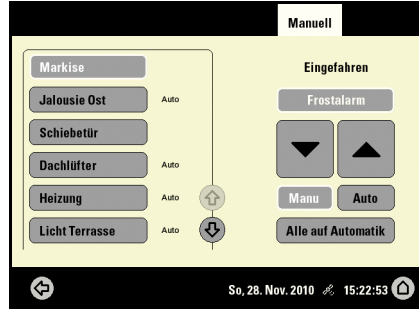 Manuell
Markise
Eingefahren
Jalousie Ost Auto
Frostalarm
Schiebetür
Dachlüfter Auto
Heizung Auto
Manu Auto
Licht Terrasse Auto
Alle auf Automatik
So, 28. Nov. 2010 15:22:53